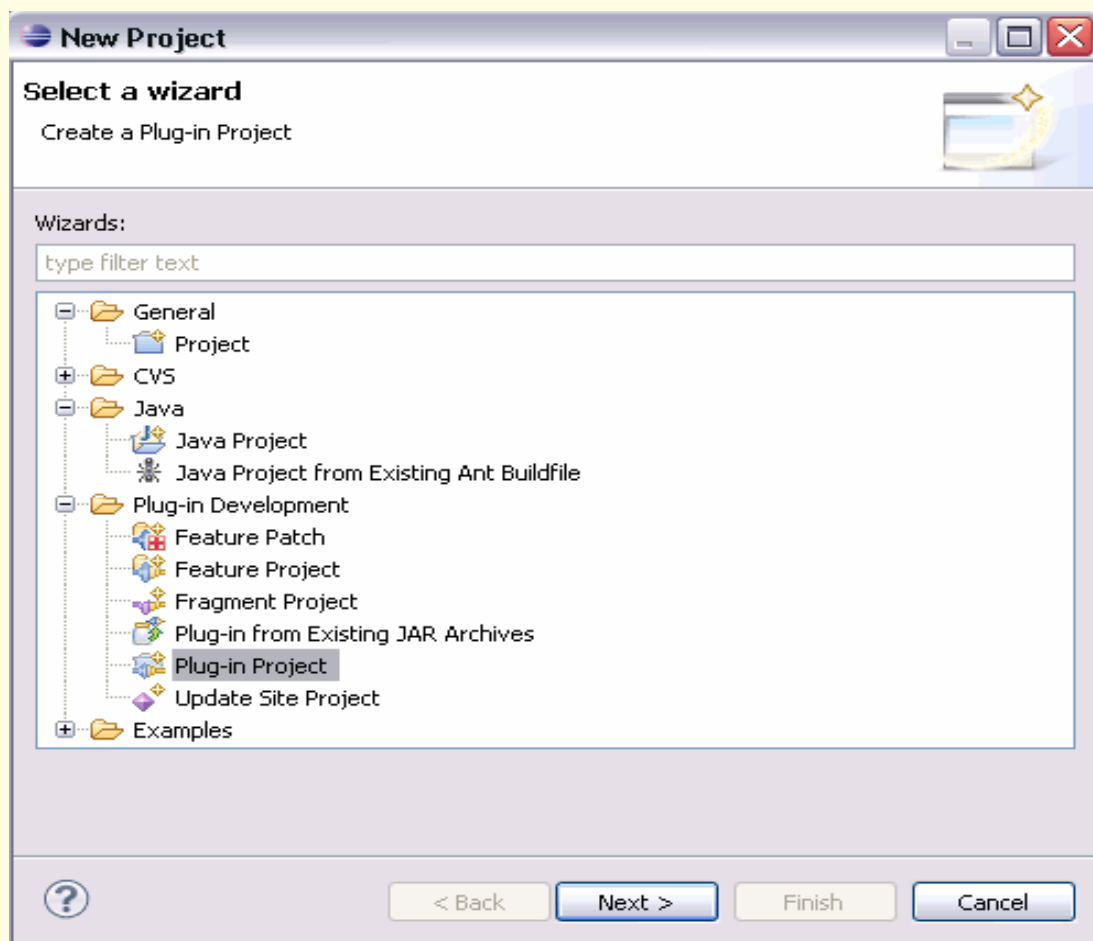 New Project
Select a wizard
Create a Plug-in Project
Wizards:
type filter text
General
Project
CVS
Java
Java Project
Java Project from Existing Ant Buildfile
Plug-in Development
Feature Patch
Feature Project
Fragment Project
Plug-in from Existing JAR Archives
Plug-in Project
Update Site Project
Examples
? < Back Next > Finish Cancel